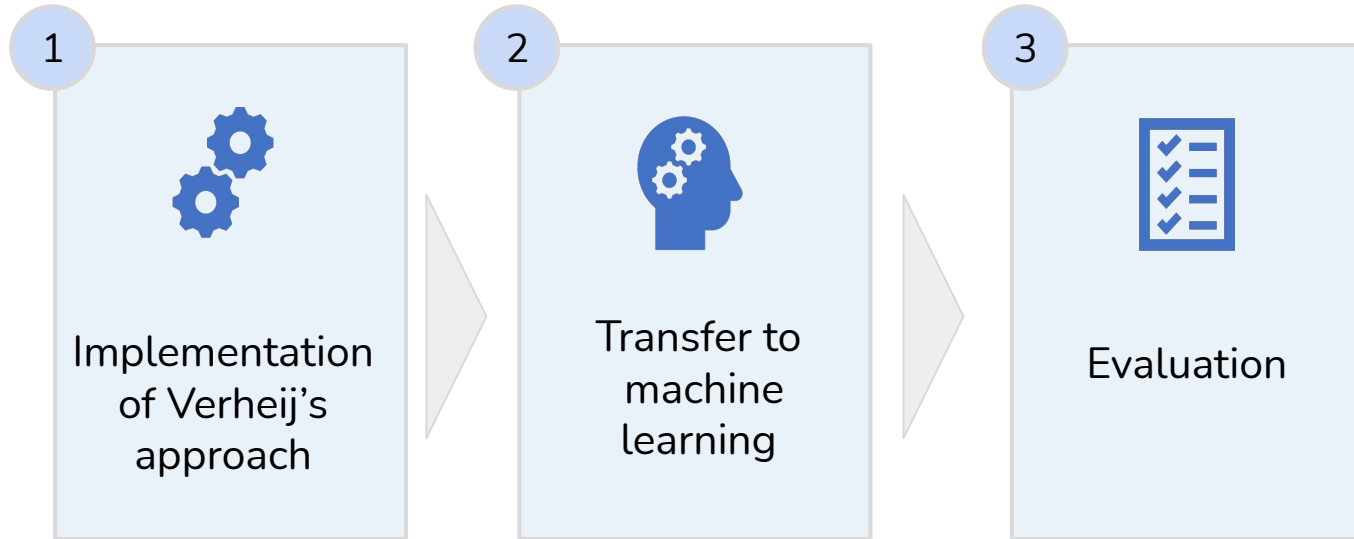 1
Implementation
of Verheij’s
approach
2
Transfer to
machine
learning
3
Evaluation